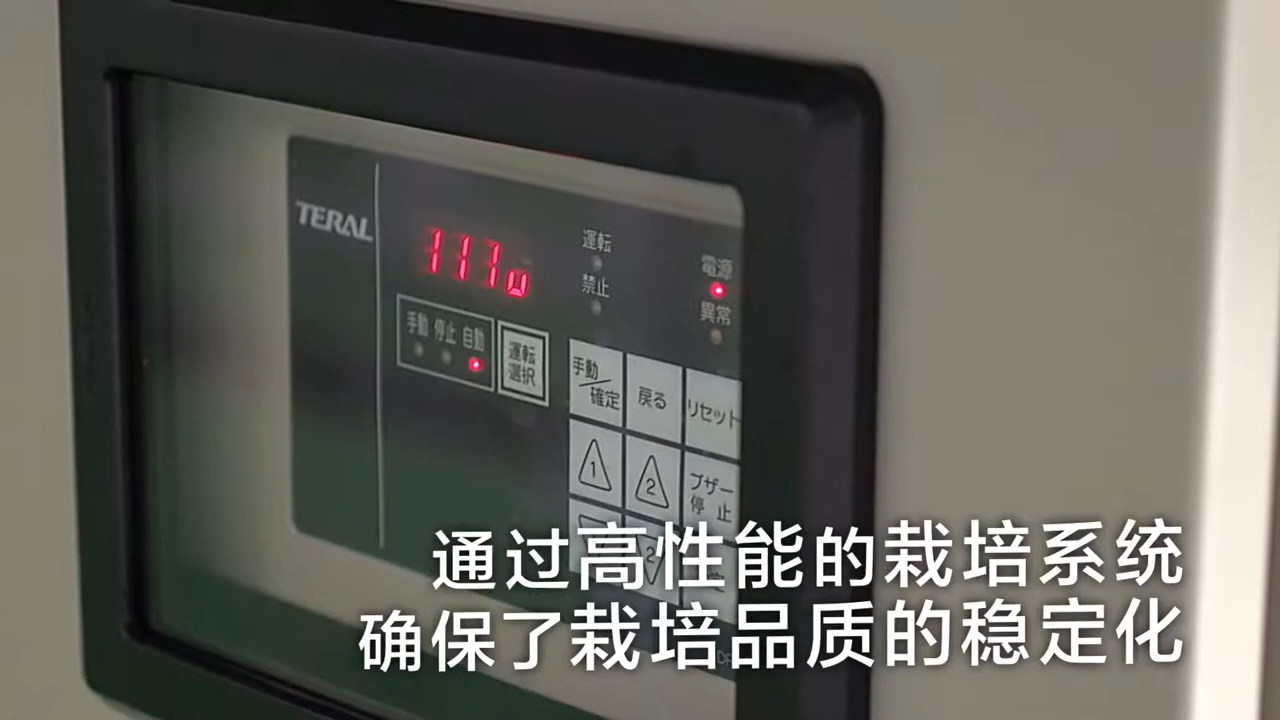 TERAL
111u
運転
禁止
電源
異常
手動 停止 自動
運転
選択
手動/確定
戻る
リセット
1
2
ブザー
停止
2
通过高性能的栽培系统
确保了栽培品质的稳定化